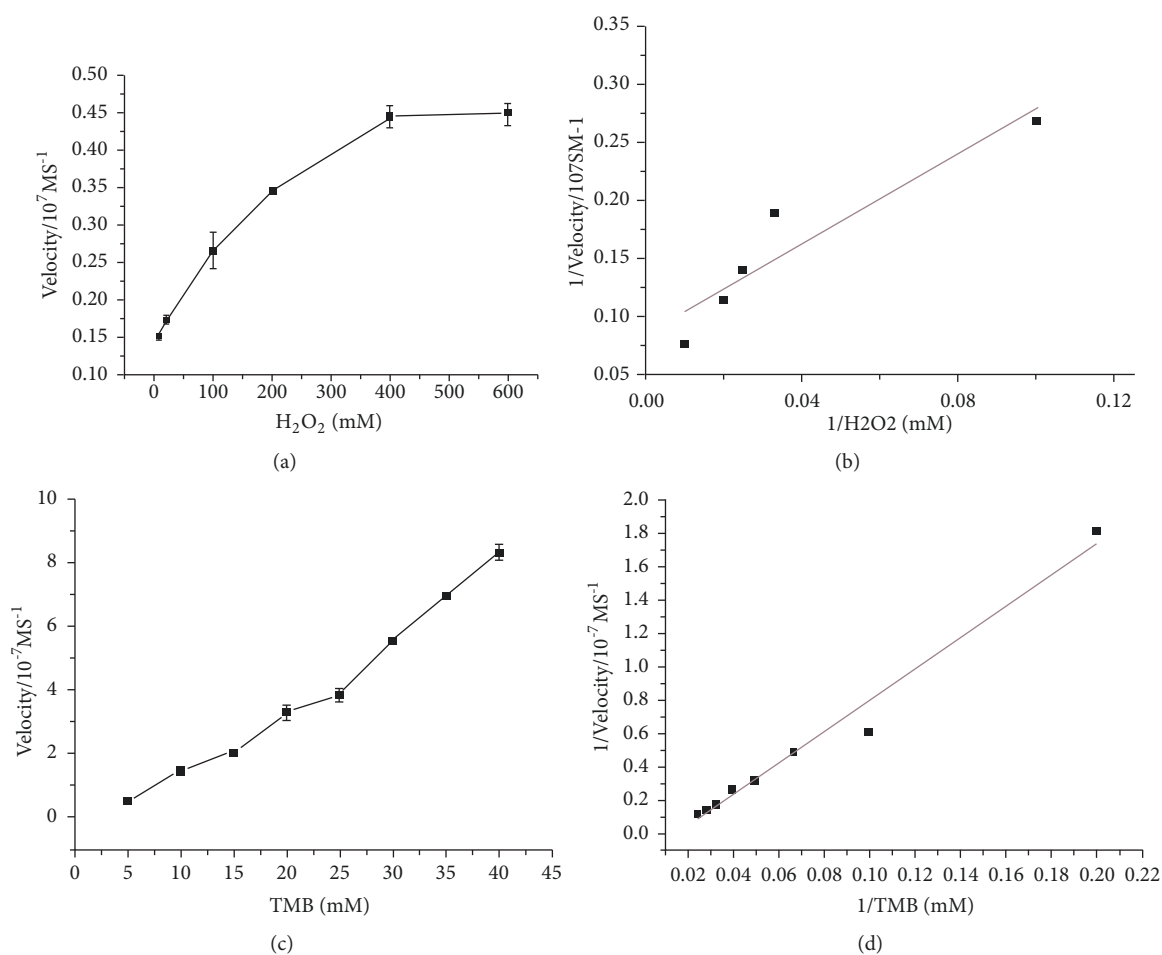 0.50
0.45
0.40
0.35
0.30
0.25
0.20
0.15
0.10
Velocity/10⁷MS⁻¹
0 100 200 300 400 500 600
H₂O₂ (mM)
(a)
0.35
0.30
0.25
0.20
0.15
0.10
0.05
1/Velocity/107SM-1
0.00 0.04 0.08 0.12
1/H2O2 (mM)
(b)
10
8
6
4
2
0
Velocity/10⁻⁷MS⁻¹
0 5 10 15 20 25 30 35 40 45
TMB (mM)
(c)
2.0
1.8
1.6
1.4
1.2
1.0
0.8
0.6
0.4
0.2
0.0
1/Velocity/10⁻⁷ MS⁻¹
0.02 0.04 0.06 0.08 0.10 0.12 0.14 0.16 0.18 0.20 0.22
1/TMB (mM)
(d)